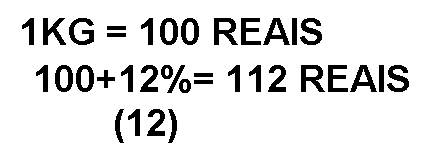 1KG = 100 REAIS
100+12%= 112 REAIS
(12)